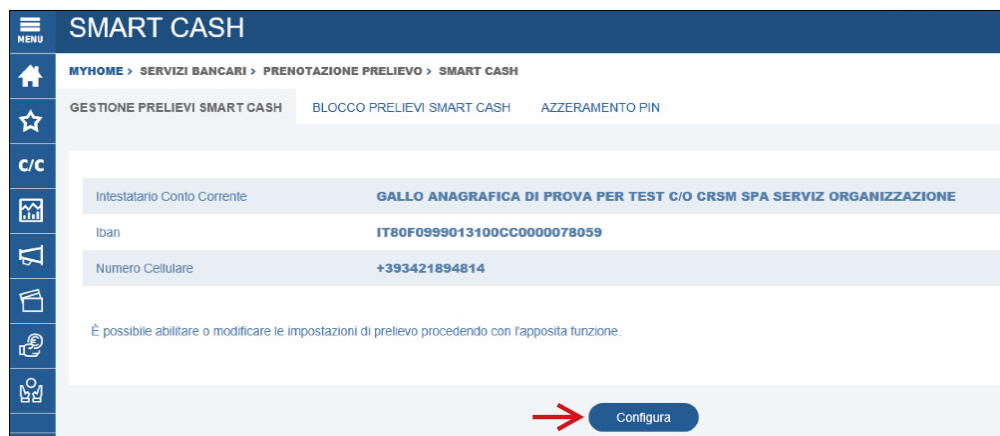 MENU
SMART CASH
MYHOME > SERVIZI BANCARI > PRENOTAZIONE PRELIEVO > SMART CASH
GESTIONE PRELIEVI SMART CASH BLOCCO PRELIEVI SMART CASH AZZERAMENTO PIN
C/C
Intestatario Conto Corrente GALLO ANAGRAFICA DI PROVA PER TEST C/O CRSM SPA SERVIZ ORGANIZZAZIONE
Iban IT80F0999013100CC0000078059
Numero Cellulare +393421894814
È possibile abilitare o modificare le impostazioni di prelievo procedendo con l'apposita funzione.
Configura